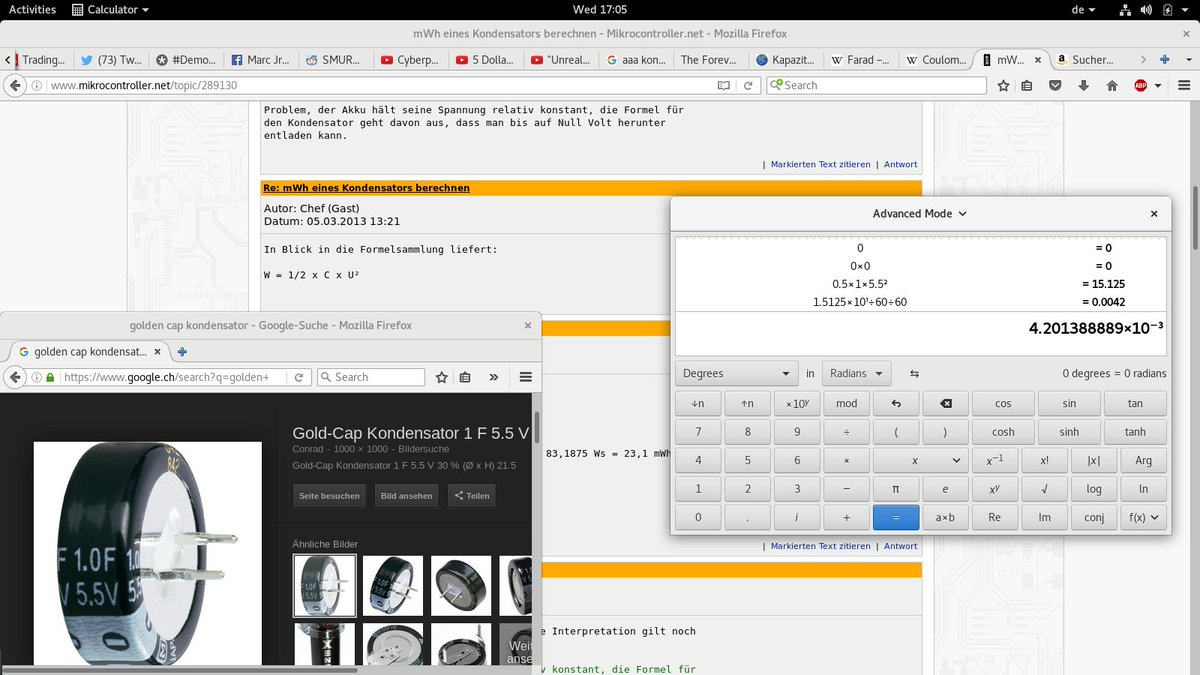 Activities Calculator Wed 17:05 de
mWh eines Kondensators berechnen - Mikrocontroller.net - Mozilla Firefox
Trading... (73) Tw... #Demo... Marc Jr... SMUR... Cyberp... 5 Dolla... "Unreal... aaa kon... The Forev... Kapazit... Farad –... Coulom... mW... Sucher...
www.mikrocontroller.net/topic/289130 Search ABP
Problem, der Akku hält seine Spannung relativ konstant, die Formel für
den Kondensator geht davon aus, dass man bis auf Null Volt herunter
entladen kann.
| Markierten Text zitieren | Antwort
Re: mWh eines Kondensators berechnen
Autor: Chef (Gast)
Datum: 05.03.2013 13:21
In Blick in die Formelsammlung liefert:
W = 1/2 x C x U²
Advanced Mode
0 = 0
0×0 = 0
0.5×1×5.5² = 15.125
1.5125×10¹÷60÷60 = 0.0042
4.201388889×10⁻³
Degrees in Radians 0 degrees = 0 radians
↓n ↑n ×10ʸ mod cos sin tan
7 8 9 ÷ ( ) cosh sinh tanh
4 5 6 × x x⁻¹ x! |x| Arg
1 2 3 − π e xʸ √ log ln
0 . i + = a×b Re Im conj f(x)
golden cap kondensator - Google-Suche - Mozilla Firefox
golden cap kondensat...
https://www.google.ch/search?q=golden+ Search
Gold-Cap Kondensator 1 F 5.5 V
Conrad - 1000 × 1000 - Bildersuche
Gold-Cap Kondensator 1 F 5.5 V 30 % (Ø x H) 21.5
Seite besuchen Bild ansehen Teilen
Ähnliche Bilder
F 1.0F 1.0
V 5.5V 5.
F 1.0F
V 5.5V
Weit
anse
83,1875 Ws = 23,1 mWh
| Markierten Text zitieren | Antwort
e Interpretation gilt noch
v konstant, die Formel für